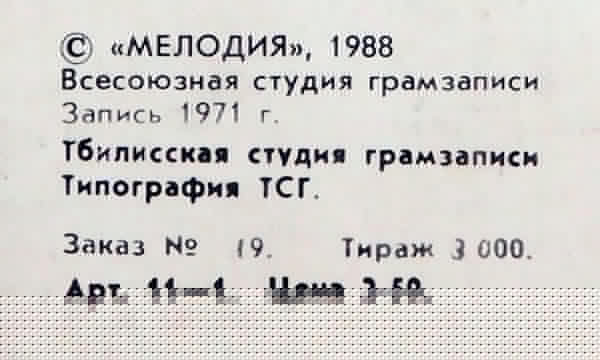 © «МЕЛОДИЯ», 1988
Всесоюзная студия грамзаписи
Запись 1971 г.
Тбилисская студия грамзаписи
Типография ТСГ.
Заказ № 19. Тираж 3 000.
Арт. 11—1. Цена